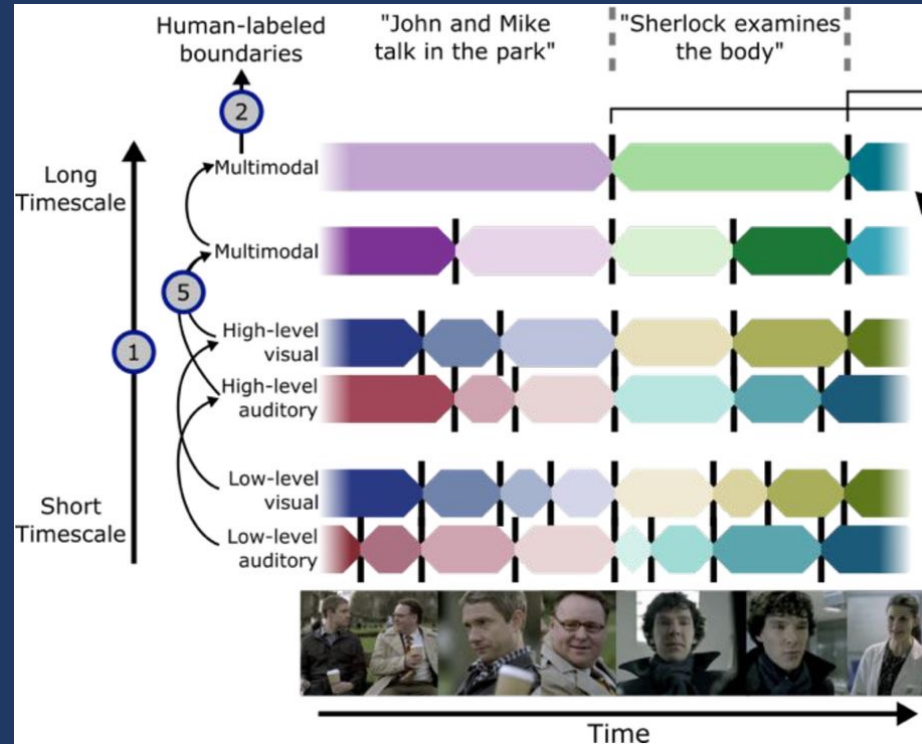 Human-labeled
boundaries
"John and Mike
talk in the park"
"Sherlock examines
the body"
2
Long
Timescale
Multimodal
Multimodal
5
1
High-level
visual
High-level
auditory
Low-level
visual
Short
Timescale
Low-level
auditory
Time